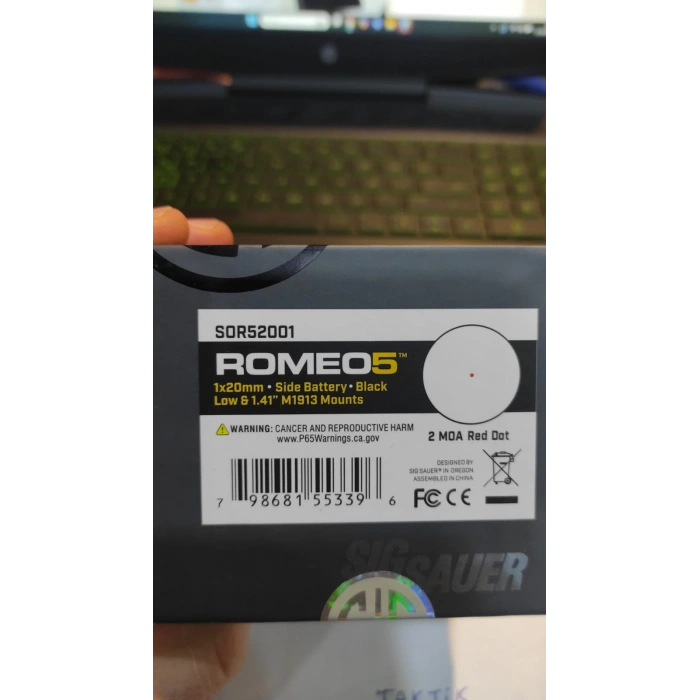 SOR52001
ROMEO5™
1x20mm • Side Battery • Black
Low & 1.41" M1913 Mounts
WARNING: CANCER AND REPRODUCTIVE HARM
www.P65Warnings.ca.gov
2 MOA Red Dot
DESIGNED BY
SIG SAUER® IN OREGON
ASSEMBLED IN CHINA
7 98681 55339 6
FC CE
SIG SAUER
TAKTİK